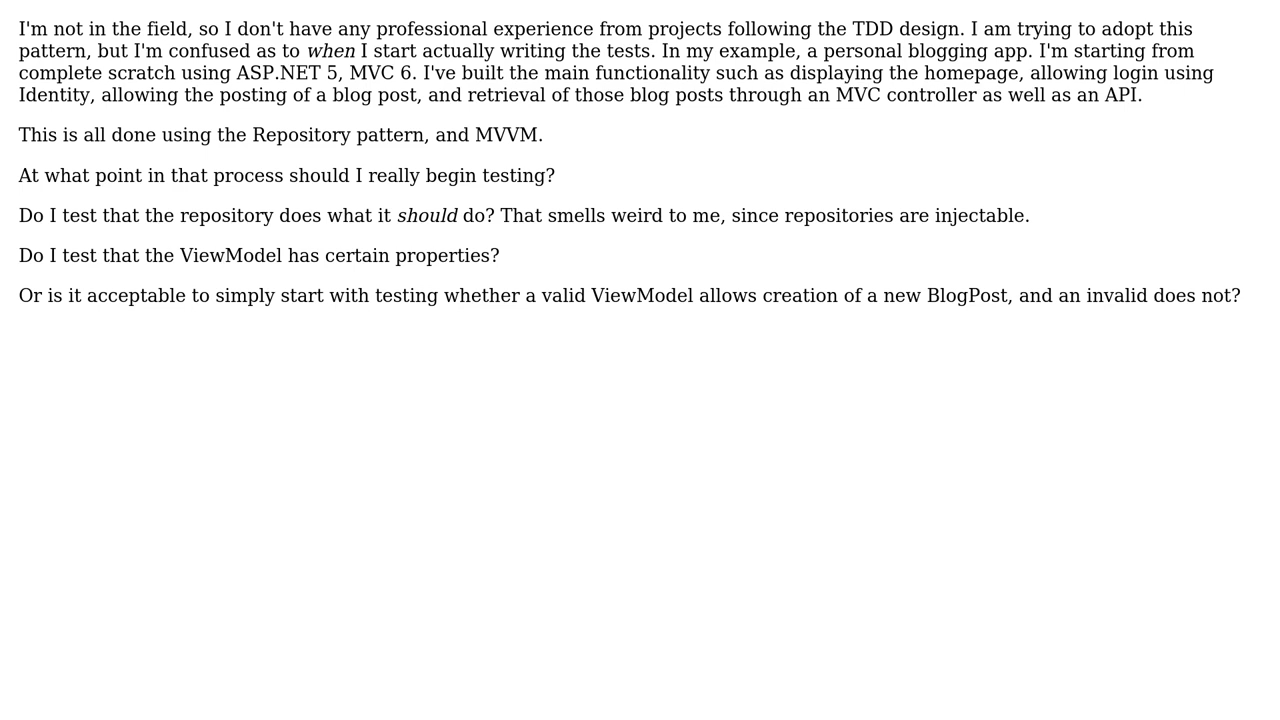 I'm not in the field, so I don't have any professional experience from projects following the TDD design. I am trying to adopt this
pattern, but I'm confused as to when I start actually writing the tests. In my example, a personal blogging app. I'm starting from
complete scratch using ASP.NET 5, MVC 6. I've built the main functionality such as displaying the homepage, allowing login using
Identity, allowing the posting of a blog post, and retrieval of those blog posts through an MVC controller as well as an API.
This is all done using the Repository pattern, and MVVM.
At what point in that process should I really begin testing?
Do I test that the repository does what it should do? That smells weird to me, since repositories are injectable.
Do I test that the ViewModel has certain properties?
Or is it acceptable to simply start with testing whether a valid ViewModel allows creation of a new BlogPost, and an invalid does not?